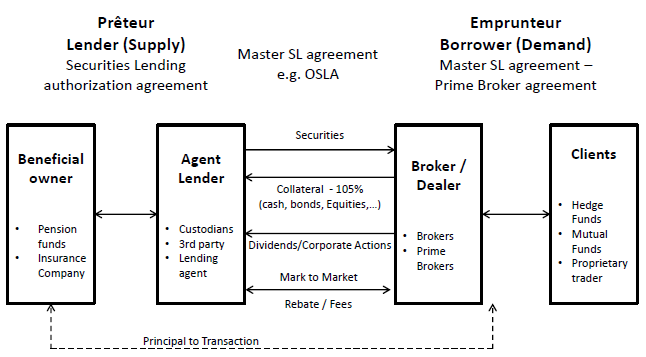 Prêteur
Lender (Supply)
Securities Lending
authorization agreement
Master SL agreement
e.g. OSLA
Emprunteur
Borrower (Demand)
Master SL agreement –
Prime Broker agreement
Beneficial
owner
• Pension
funds
• Insurance
Company
Agent
Lender
• Custodians
• 3rd party
• Lending
agent
Securities
Collateral - 105%
(cash, bonds, Equities,...)
Dividends/Corporate Actions
Mark to Market
Rebate / Fees
Broker /
Dealer
• Brokers
• Prime
Brokers
Clients
• Hedge
Funds
• Mutual
Funds
• Proprietary
trader
Principal to Transaction